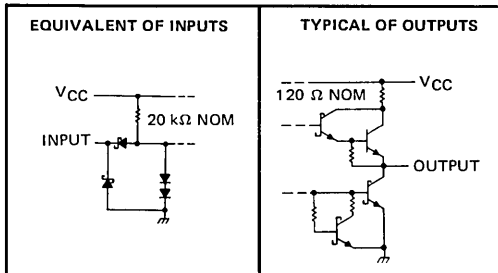 EQUIVALENT OF INPUTS
VCC
20 kΩ NOM
INPUT
TYPICAL OF OUTPUTS
VCC
120 Ω NOM
OUTPUT